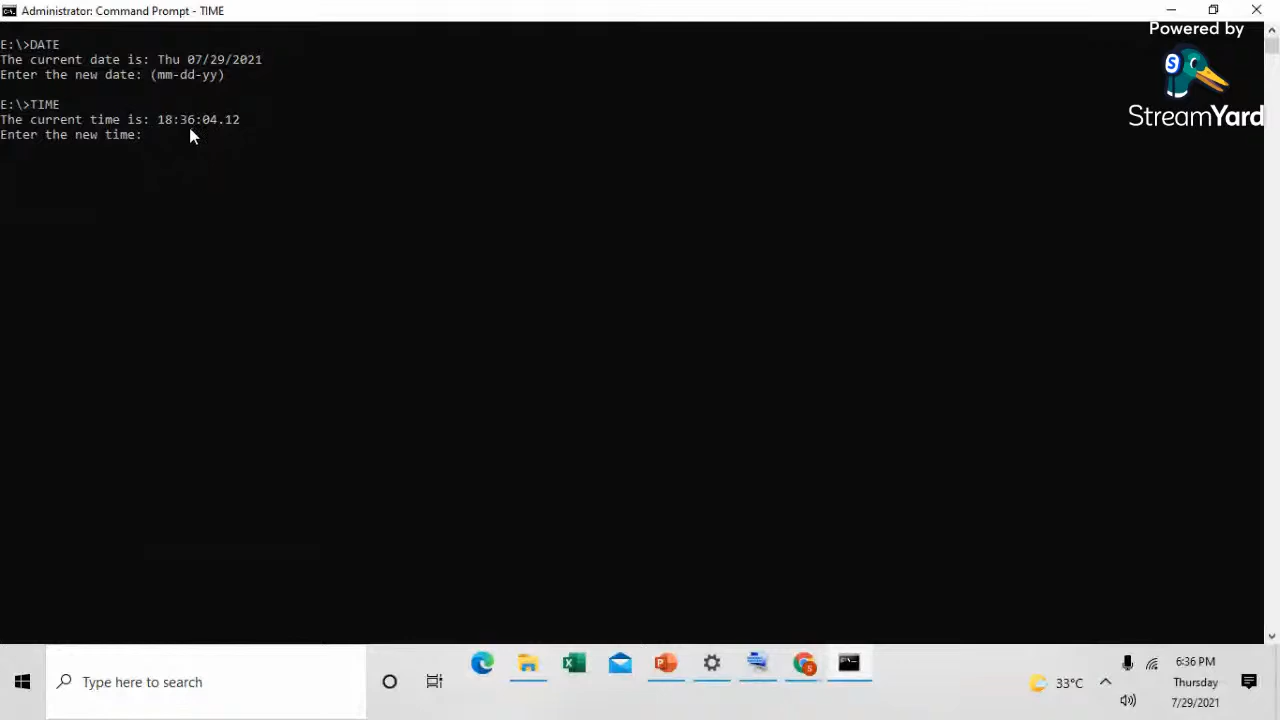 Administrator: Command Prompt - TIME
Powered by
S
StreamYard
E:\>DATE
The current date is: Thu 07/29/2021
Enter the new date: (mm-dd-yy)
E:\>TIME
The current time is: 18:36:04.12
Enter the new time:
Type here to search
33°C
6:36 PM
Thursday
7/29/2021